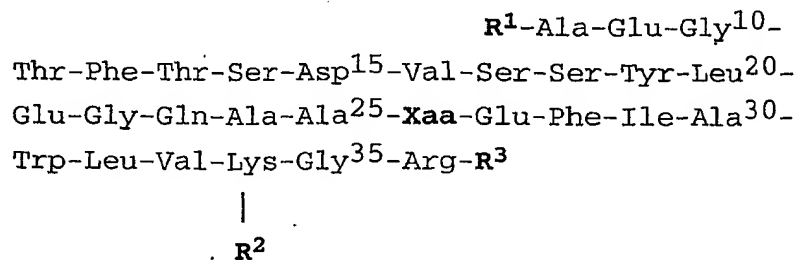 R¹-Ala-Glu-Gly¹⁰-
Thr-Phe-Thr-Ser-Asp¹⁵-Val-Ser-Ser-Tyr-Leu²⁰-
Glu-Gly-Gln-Ala-Ala²⁵-Xaa-Glu-Phe-Ile-Ala³⁰-
Trp-Leu-Val-Lys-Gly³⁵-Arg-R³
|
R²